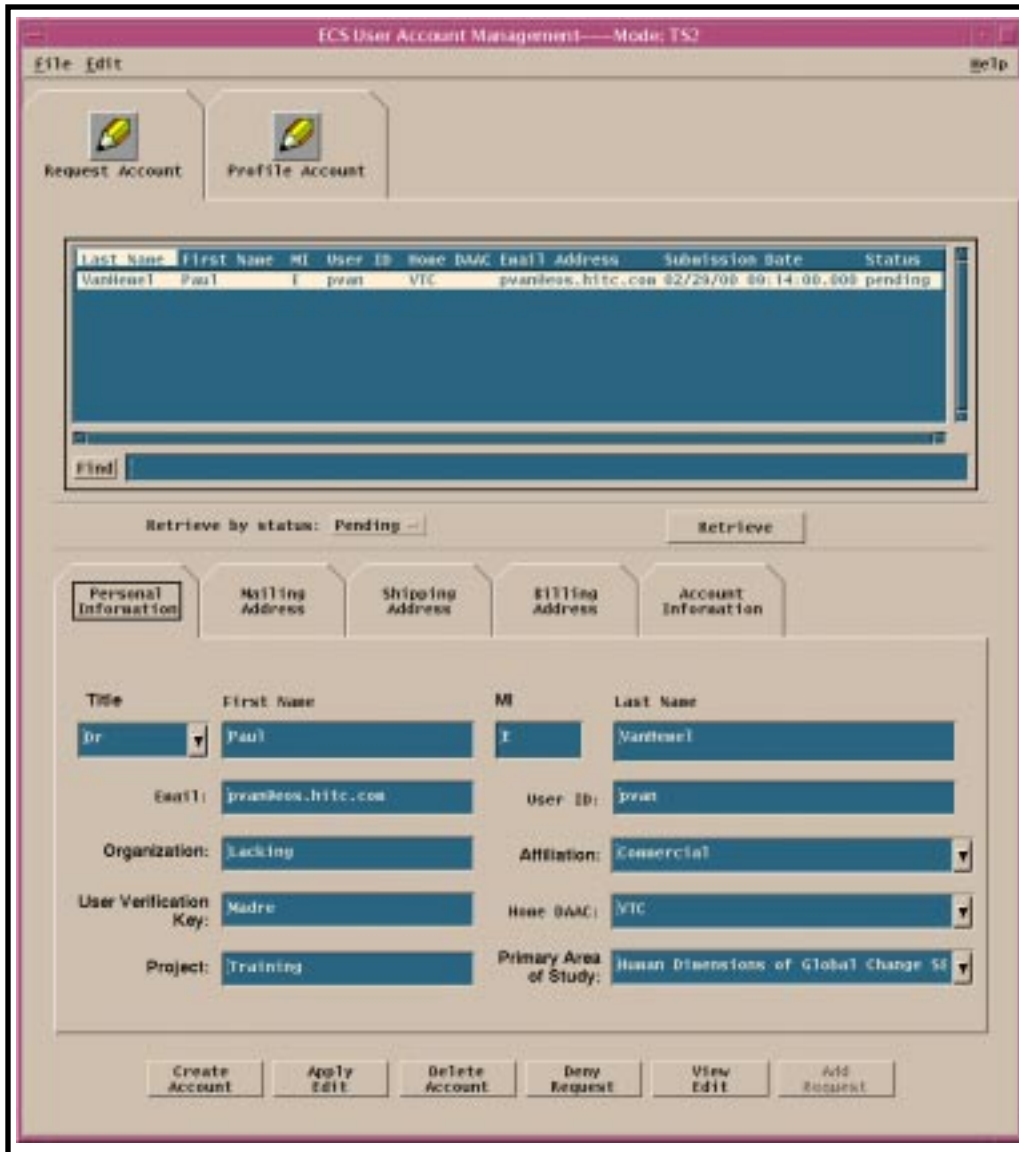 ECS User Account Management-----Mode: TS2
File Edit Help
Request Account Profile Account
Last Name First Name MI User ID Home DAAC Email Address Submission Date Status
VanHemel Paul E pvan VTC pvan@eos.hitc.com 02/29/00 pending
Find
Retrieve by status: Pending Retrieve
Personal Information Mailing Address Shipping Address Billing Address Account Information
Title First Name MI Last Name
Dr Paul E VanHemel
Email: pvan@eos.hitc.com User ID: pvan
Organization: Lacking Affiliation: Commercial
User Verification Key: Madre Home DAAC: VTC
Project: Training Primary Area of Study: Human Dimensions of Global Change
Create Account Apply Edit Delete Account Deny Request View Edit Add Request